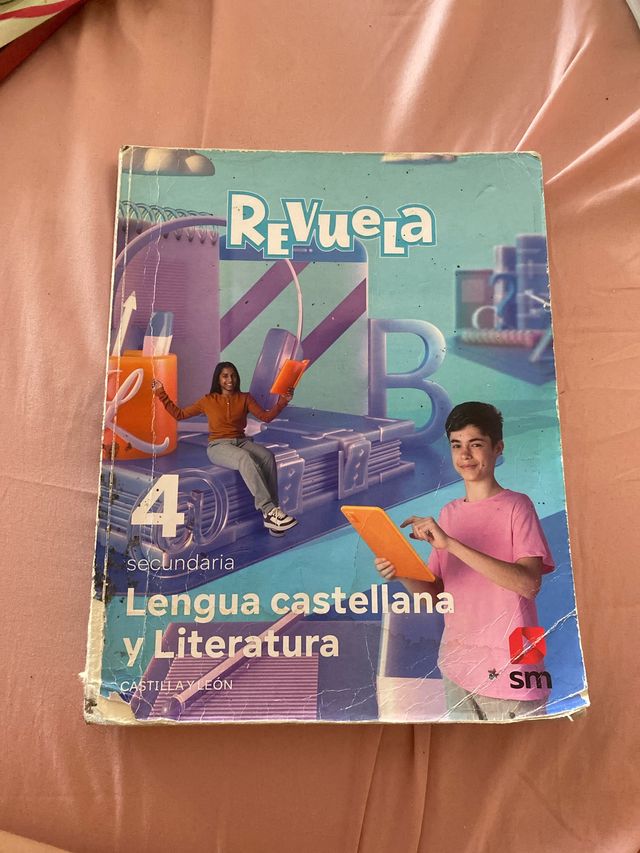 REVUELA
4
secundaria
Lengua castellana
y Literatura
CASTILLA Y LEÓN
sm
B